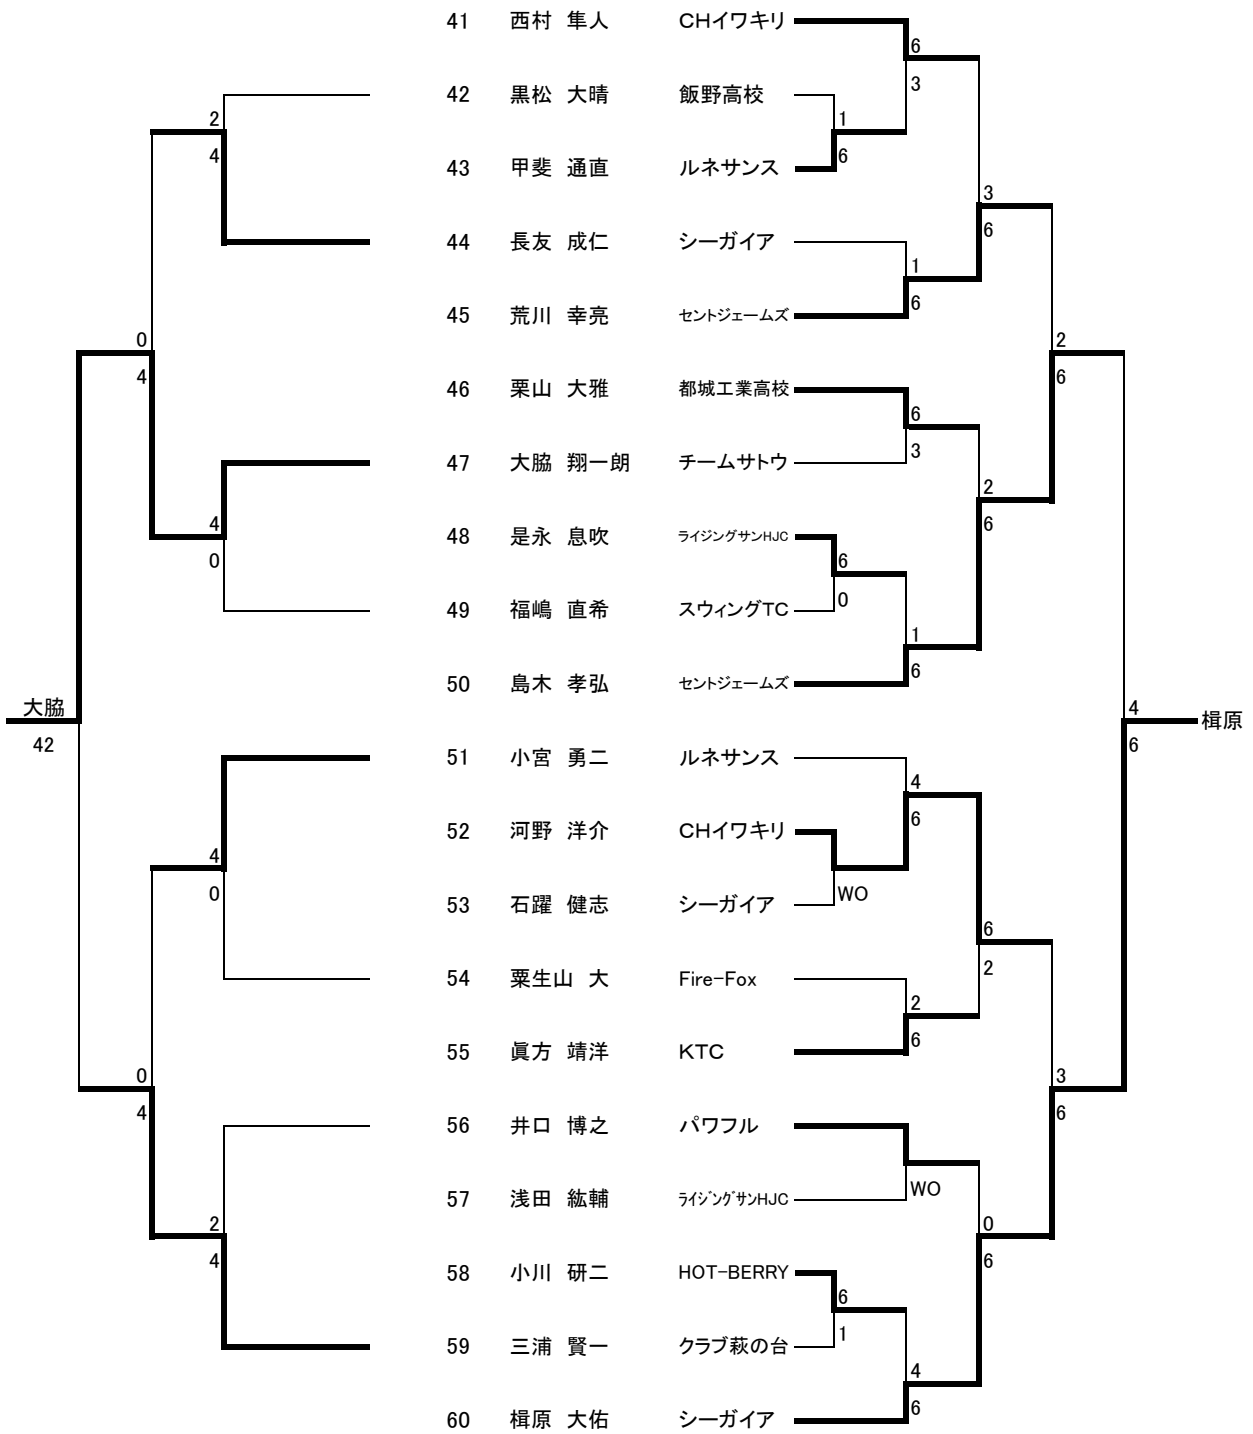 41 西村 隼人 CHイワキリ
6
42 黒松 大晴 飯野高校
3
2
1
4
6
43 甲斐 通直 ルネサンス
3
44 長友 成仁 シーガイア
6
1
45 荒川 幸亮 セントジェームズ
6
0
2
4
6
46 栗山 大雅 都城工業高校
6
47 大脇 翔一朗 チームサトウ
3
2
4
6
48 是永 息吹 ライジングサンHJC
0
6
49 福嶋 直希 スウィングTC
0
1
50 島木 孝弘 セントジェームズ
6
大脇
4
楫原
42
6
51 小宮 勇二 ルネサンス
4
52 河野 洋介 CHイワキリ
6
4
0
WO
53 石躍 健志 シーガイア
6
54 粟生山 大 Fire-Fox
2
2
55 眞方 靖洋 KTC
6
0
3
4
6
56 井口 博之 パワフル
57 浅田 紘輔 ライジングサンHJC
WO
2
0
4
6
58 小川 研二 HOT-BERRY
6
59 三浦 賢一 クラブ萩の台
1
4
60 楫原 大佑 シーガイア
6